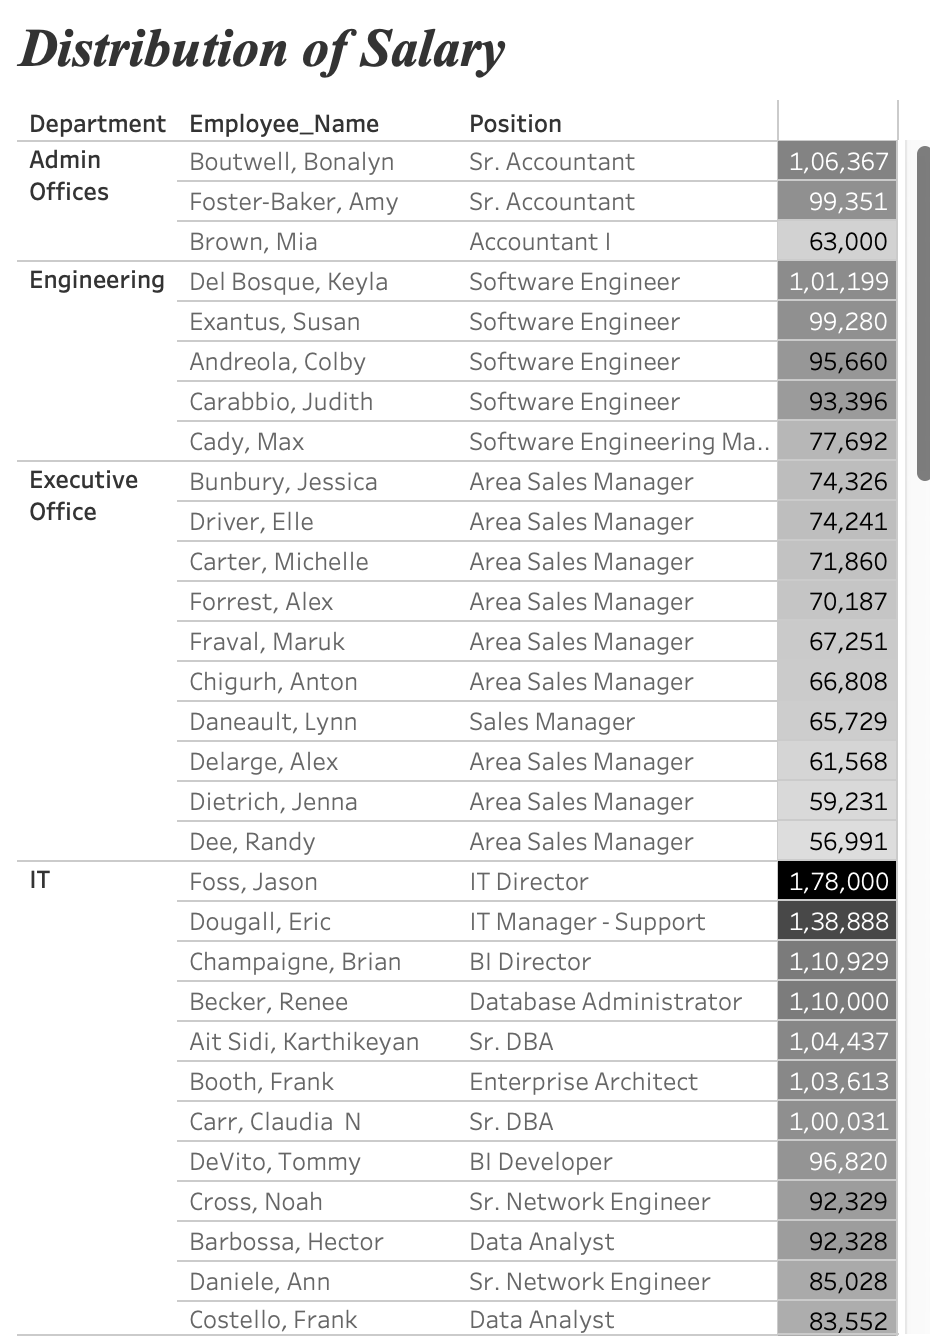 Distribution of Salary
Department Employee_Name Position
Admin Offices Boutwell, Bonalyn Sr. Accountant 1,06,367
Foster-Baker, Amy Sr. Accountant 99,351
Brown, Mia Accountant I 63,000
Engineering Del Bosque, Keyla Software Engineer 1,01,199
Exantus, Susan Software Engineer 99,280
Andreola, Colby Software Engineer 95,660
Carabbio, Judith Software Engineer 93,396
Cady, Max Software Engineering Ma.. 77,692
Executive Office Bunbury, Jessica Area Sales Manager 74,326
Driver, Elle Area Sales Manager 74,241
Carter, Michelle Area Sales Manager 71,860
Forrest, Alex Area Sales Manager 70,187
Fraval, Maruk Area Sales Manager 67,251
Chigurh, Anton Area Sales Manager 66,808
Daneault, Lynn Sales Manager 65,729
Delarge, Alex Area Sales Manager 61,568
Dietrich, Jenna Area Sales Manager 59,231
Dee, Randy Area Sales Manager 56,991
IT Foss, Jason IT Director 1,78,000
Dougall, Eric IT Manager - Support 1,38,888
Champaigne, Brian BI Director 1,10,929
Becker, Renee Database Administrator 1,10,000
Ait Sidi, Karthikeyan Sr. DBA 1,04,437
Booth, Frank Enterprise Architect 1,03,613
Carr, Claudia  N Sr. DBA 1,00,031
DeVito, Tommy BI Developer 96,820
Cross, Noah Sr. Network Engineer 92,329
Barbossa, Hector Data Analyst 92,328
Daniele, Ann Sr. Network Engineer 85,028
Costello, Frank Data Analyst 83,552